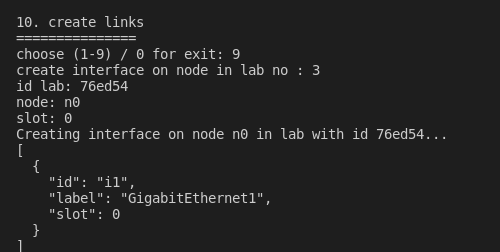 10. create links
===============
choose (1-9) / 0 for exit: 9
create interface on node in lab no : 3
id lab: 76ed54
node: n0
slot: 0
Creating interface on node n0 in lab with id 76ed54...
[
  {
    "id": "i1",
    "label": "GigabitEthernet1",
    "slot": 0
  }
]